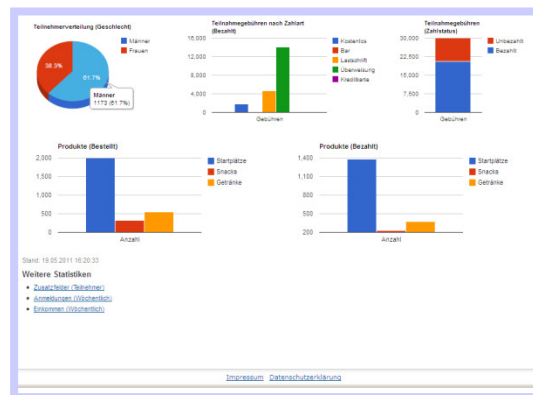 Teilnehmerverteilung (Geschlecht)
Männer
Frauen
38.3%
61.7%
Männer
1173 (61.7%)
Teilnahmegebühren nach Zahlart
(Bezahlt)
16,000
12,000
8,000
4,000
0
Gebühren
Kostenlos
Bar
Lastschrift
Überweisung
Kreditkarte
Teilnahmegebühren
(Zahlstatus)
30,000
22,500
15,000
7,500
0
Gebühren
Unbezahlt
Bezahlt
Produkte (Bestellt)
2,000
1,500
1,000
500
0
Anzahl
Startplätze
Snacks
Getränke
Produkte (Bezahlt)
1,400
1,100
800
500
200
Anzahl
Startplätze
Snacks
Getränke
Stand: 19.05.2011 16:20:33
Weitere Statistiken
Zusatzfelder (Teilnehmer)
Anmeldungen (Wöchentlich)
Einkommen (Wöchentlich)
Impressum Datenschutzerklärung